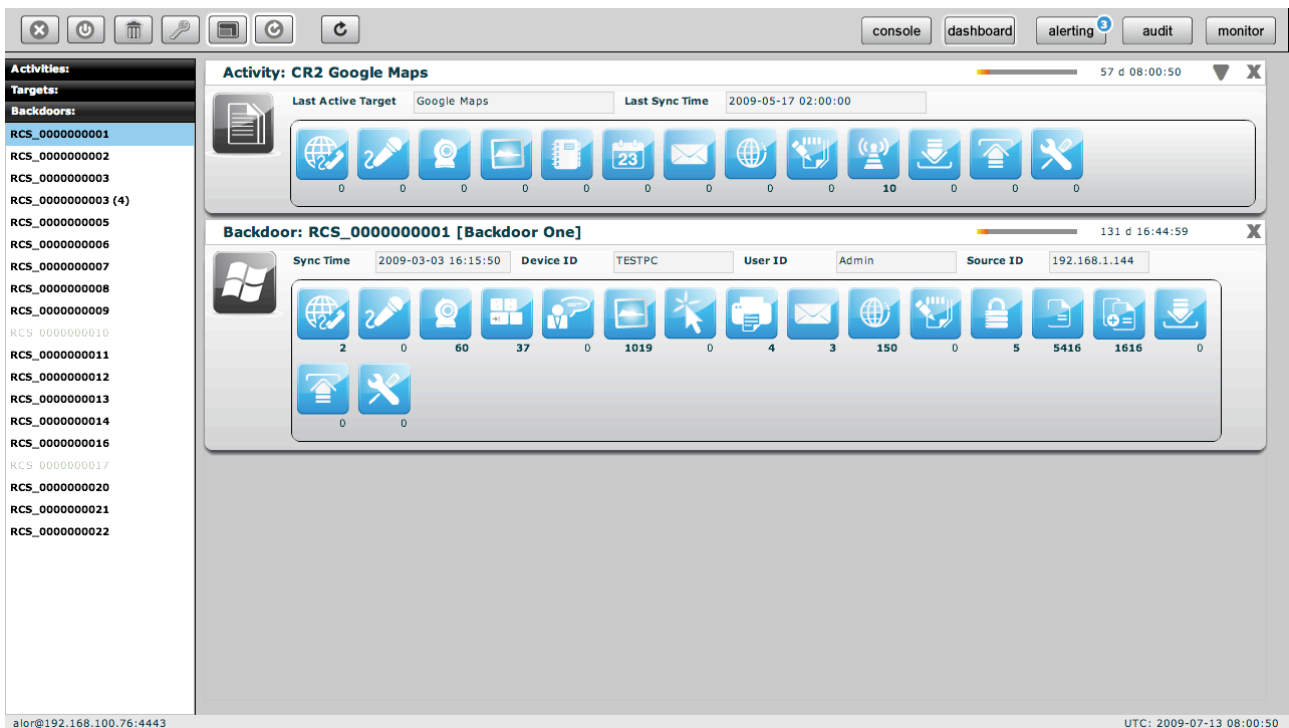 console dashboard alerting 3 audit monitor
Activities:
Targets:
Backdoors:
RCS_0000000001
RCS_0000000002
RCS_0000000003
RCS_0000000003 (4)
RCS_0000000005
RCS_0000000006
RCS_0000000007
RCS_0000000008
RCS_0000000009
RCS_0000000010
RCS_0000000011
RCS_0000000012
RCS_0000000013
RCS_0000000014
RCS_0000000016
RCS_0000000017
RCS_0000000020
RCS_0000000021
RCS_0000000022
Activity: CR2 Google Maps 57 d 08:00:50 X
Last Active Target Google Maps Last Sync Time 2009-05-17 02:00:00
23
0 0 0 0 0 0 0 0 0 10 0 0 0
Backdoor: RCS_0000000001 [Backdoor One] 131 d 16:44:59 X
Sync Time 2009-03-03 16:15:50 Device ID TESTPC User ID Admin Source ID 192.168.1.144
2 0 60 37 0 1019 0 4 3 150 0 5 5416 1616 0
0 0
alor@192.168.100.76:4443 UTC: 2009-07-13 08:00:50